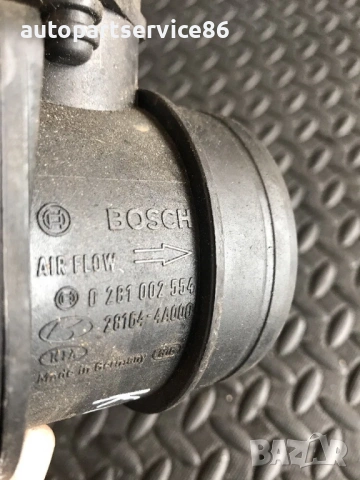 autopartservice86
BOSCH
AIR FLOW
0 281 002 554
28164-4A000
KIA
Made in Germany
BAZAR